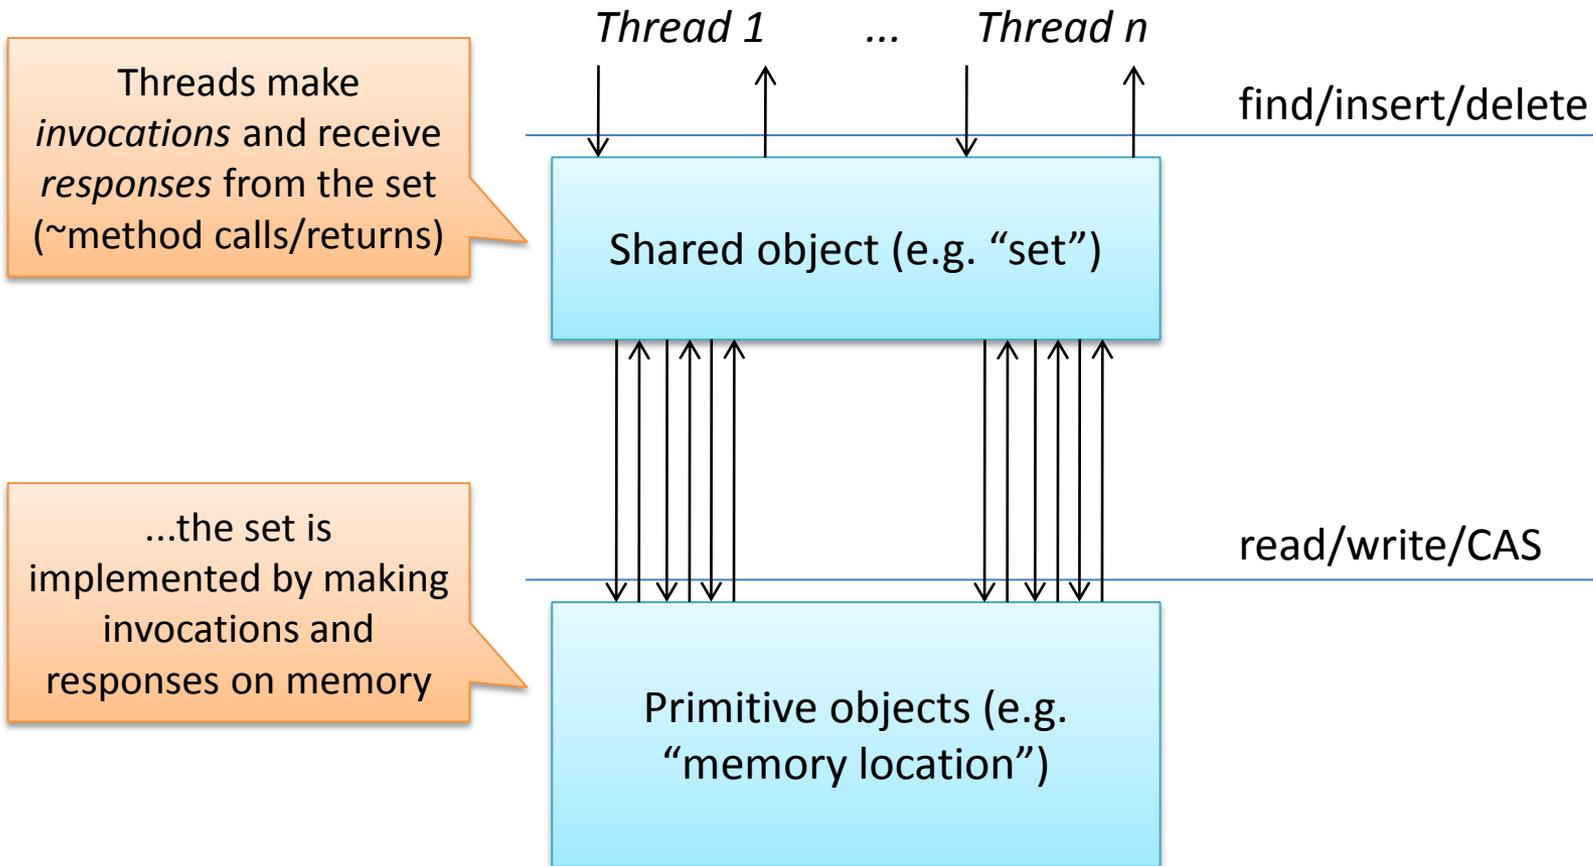 Thread 1 ... Thread n
Threads make
invocations and receive
responses from the set
(~method calls/returns)
find/insert/delete
Shared object (e.g. “set”)
...the set is
implemented by making
invocations and
responses on memory
read/write/CAS
Primitive objects (e.g.
“memory location”)